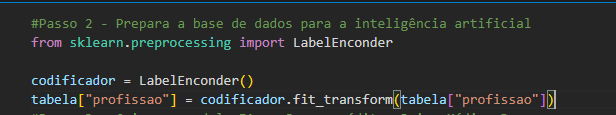 #Passo 2 - Prepara a base de dados para a inteligência artificial
from sklearn.preprocessing import LabelEnconder
codificador = LabelEnconder()
tabela["profissao"] = codificador.fit_transform(tabela["profissao"])